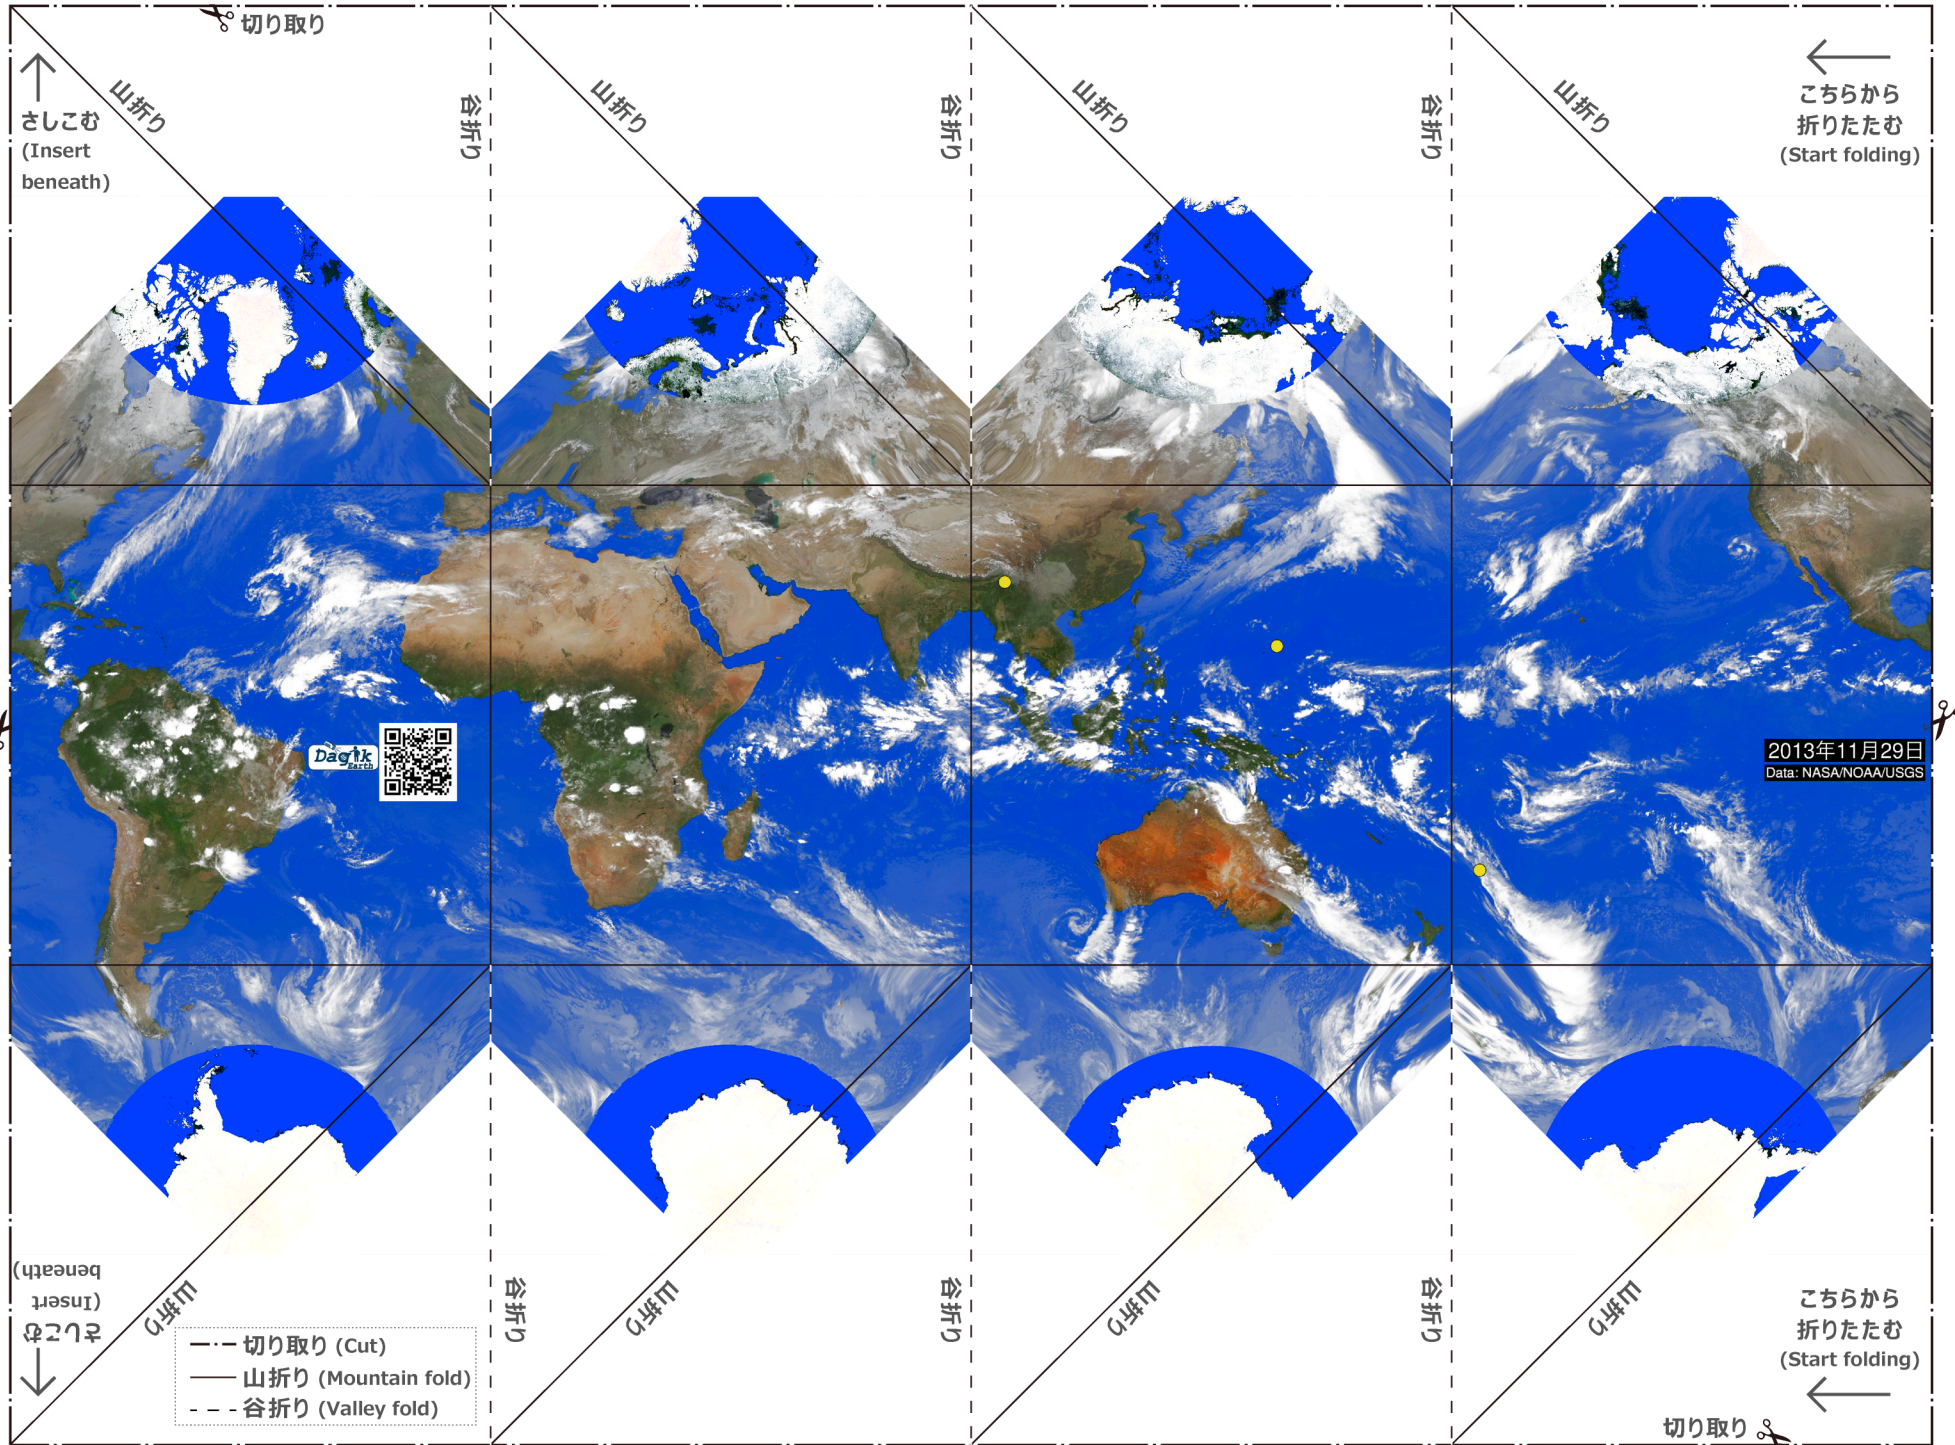 切り取り
さしこむ
(Insert
beneath)
山折り
谷折り
山折り
谷折り
山折り
谷折り
山折り
こちらから
折りたたむ
(Start folding)
Dagik
Earth
2013年11月29日
Data: NASA/NOAA/USGS
さしこむ
(Insert
beneath)
山折り
谷折り
山折り
谷折り
山折り
谷折り
山折り
こちらから
折りたたむ
(Start folding)
切り取り (Cut)
山折り (Mountain fold)
谷折り (Valley fold)
切り取り